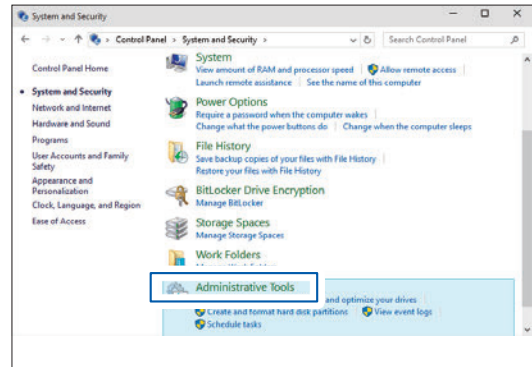 System and Security
Control Panel > System and Security >
Search Control Panel
Control Panel Home
System and Security
Network and Internet
Hardware and Sound
Programs
User Accounts and Family
Safety
Appearance and
Personalization
Clock, Language, and Region
Ease of Access
System
View amount of RAM and processor speed
Allow remote access
Launch remote assistance
See the name of this computer
Power Options
Require a password when the computer wakes
Change what the power buttons do
Change when the computer sleeps
File History
Save backup copies of your files with File History
Restore your files with File History
BitLocker Drive Encryption
Manage BitLocker
Storage Spaces
Manage Storage Spaces
Work Folders
Administrative Tools
and optimize your drives
Create and format hard disk partitions
View event logs
Schedule tasks